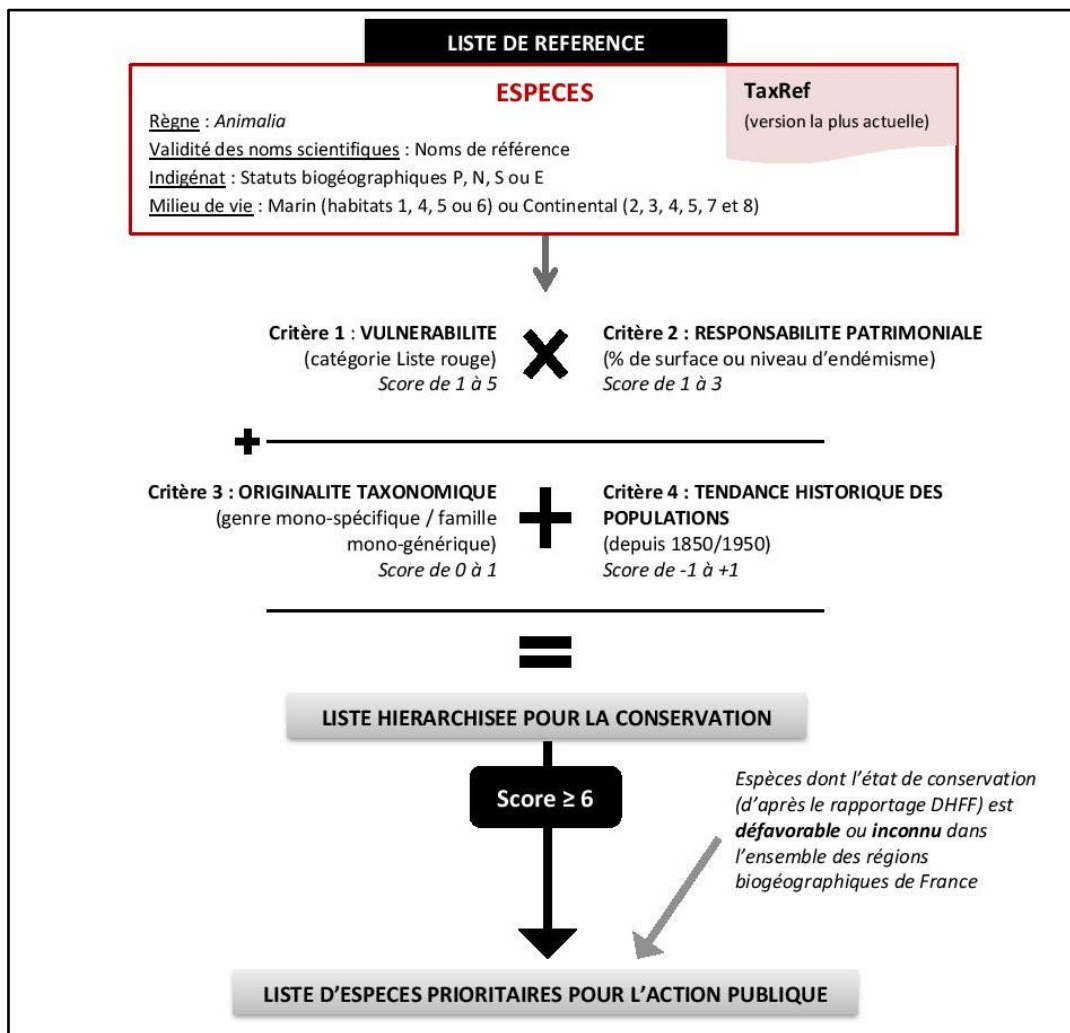 LISTE DE REFERENCE
ESPECES
TaxRef
(version la plus actuelle)
Règne : Animalia
Validité des noms scientifiques : Noms de référence
Indigénat : Statuts biogéographiques P, N, S ou E
Milieu de vie : Marin (habitats 1, 4, 5 ou 6) ou Continental (2, 3, 4, 5, 7 et 8)
Critère 1 : VULNERABILITE
(catégorie Liste rouge)
Score de 1 à 5
Critère 2 : RESPONSABILITE PATRIMONIALE
(% de surface ou niveau d'endémisme)
Score de 1 à 3
Critère 3 : ORIGINALITE TAXONOMIQUE
(genre mono-spécifique / famille
mono-générique)
Score de 0 à 1
Critère 4 : TENDANCE HISTORIQUE DES
POPULATIONS
(depuis 1850/1950)
Score de -1 à +1
LISTE HIERARCHISEE POUR LA CONSERVATION
Score ≥ 6
Espèces dont l'état de conservation
(d'après le rapportage DHFF) est
défavorable ou inconnu dans
l'ensemble des régions
biogéographiques de France
LISTE D'ESPECES PRIORITAIRES POUR L'ACTION PUBLIQUE